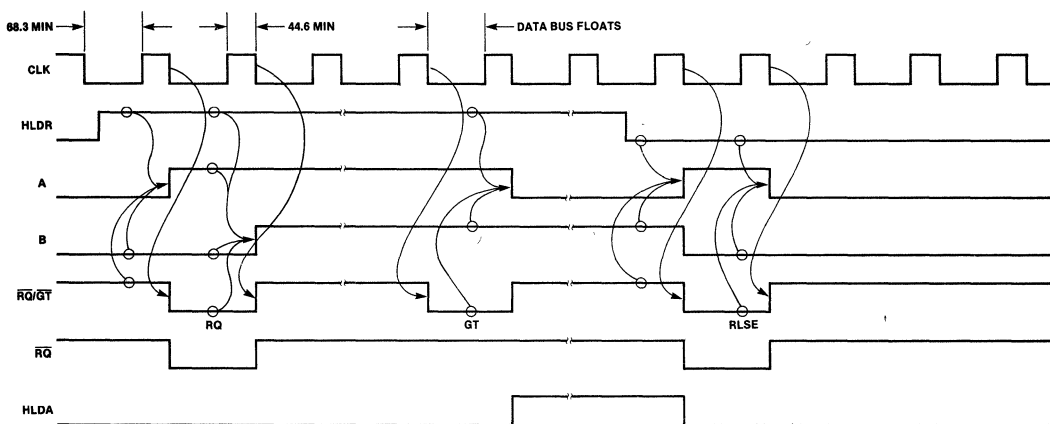 68.3 MIN
44.6 MIN
DATA BUS FLOATS
CLK
HLDR
A
B
RQ/GT
RQ
GT
RLSE
RQ
HLDA